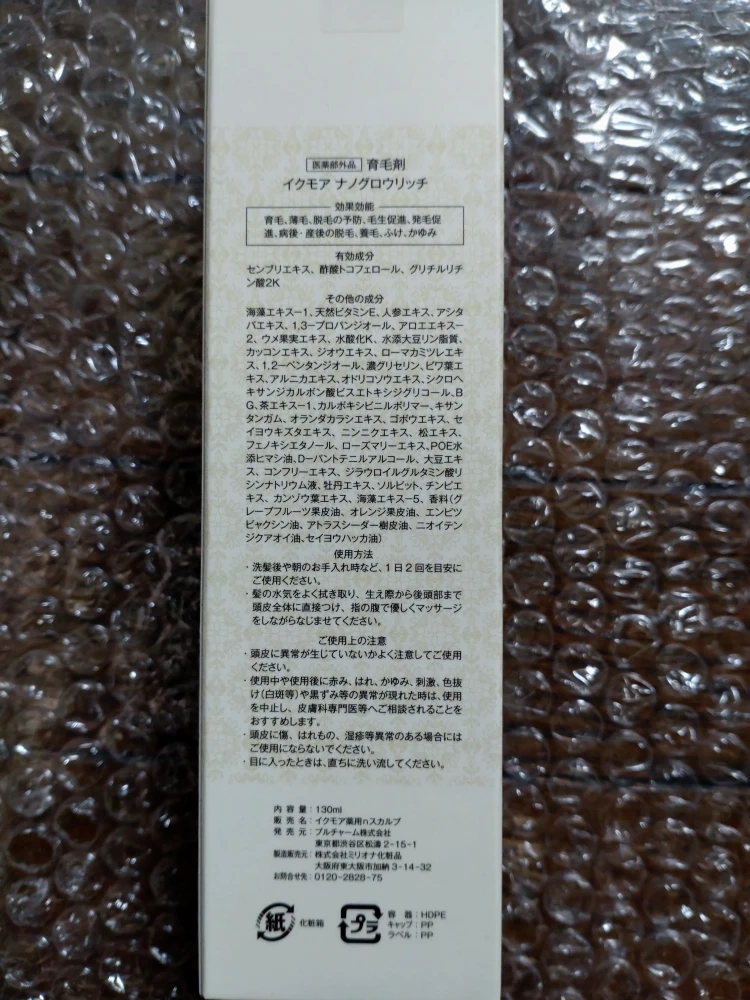 医薬部外品 育毛剤
イクモア ナノグロウリッチ
効果効能
育毛、薄毛、脱毛の予防、毛生促進、発毛促
進、病後・産後の脱毛、養毛、ふけ、かゆみ
有効成分
センブリエキス、酢酸トコフェロール、グリチルリチ
ン酸2K
その他の成分
海藻エキス-1、天然ビタミンE、人参エキス、アシタ
バエキス、1,3-プロパンジオール、アロエエキス-
2、ウメ果実エキス、水酸化K、水添大豆リン脂質、
カッコンエキス、ジオウエキス、ローマカミツレエキ
ス、1,2-ペンタンジオール、濃グリセリン、ビワ葉エ
キス、アルニカエキス、オドリコソウエキス、シクロヘ
キサンジカルボン酸ビスエトキシジグリコール、B
G、茶エキス-1、カルボキシビニルポリマー、キサン
タンガム、オランダカラシエキス、ゴボウエキス、セ
イヨウキズタエキス、ニンニクエキス、松エキス、
フェノキシエタノール、ローズマリーエキス、POE水
添ヒマシ油、D-パントテニルアルコール、大豆エキ
ス、コンフリーエキス、ジラウロイルグルタミン酸リ
シンナトリウム液、牡丹エキス、ソルビット、チンピエ
キス、カンゾウ葉エキス、海藻エキス-5、香料(グ
レープフルーツ果皮油、オレンジ果皮油、エンピツ
ビャクシン油、アトラスシーダー樹皮油、ニオイテン
ジクアオイ油、セイヨウハッカ油)
使用方法
・洗髪後や朝のお手入れ時など、1日2回を目安に
ご使用ください。
・髪の水気をよく拭き取り、生え際から後頭部まで
頭皮全体に直接つけ、指の腹で優しくマッサージ
をしながらなじませてください。
ご使用上の注意
・頭皮に異常が生じていないかよく注意してご使用
ください。
・使用中や使用後に赤み、はれ、かゆみ、刺激、色抜
け(白斑等)や黒ずみ等の異常が現れた時は、使用
を中止し、皮膚科専門医等へご相談されることを
おすすめします。
・頭皮に傷、はれもの、湿疹等異常のある場合には
ご使用にならないでください。
・目に入ったときは、直ちに洗い流してください。
内容量:130ml
販売名:イクモア薬用nスカルプ
発売元:プルチャーム株式会社
東京都渋谷区松濤2-15-1
製造販売元:株式会社ミリオナ化粧品
大阪府東大阪市加納3-14-32
お問合せ先:0120-2828-75
紙 化粧箱
プラ 容器:HDPE
キャップ:PP
ラベル:PP